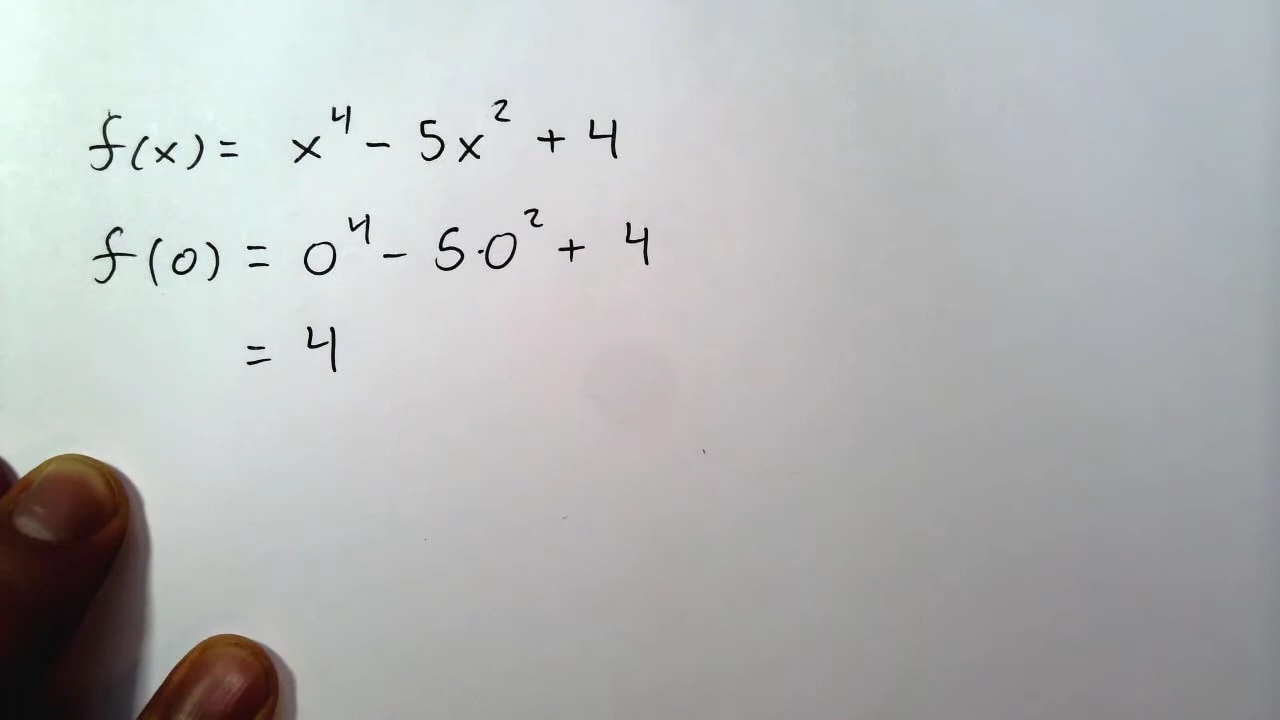 f(x) = x⁴ - 5x² + 4
f(0) = 0⁴ - 5·0² + 4
= 4